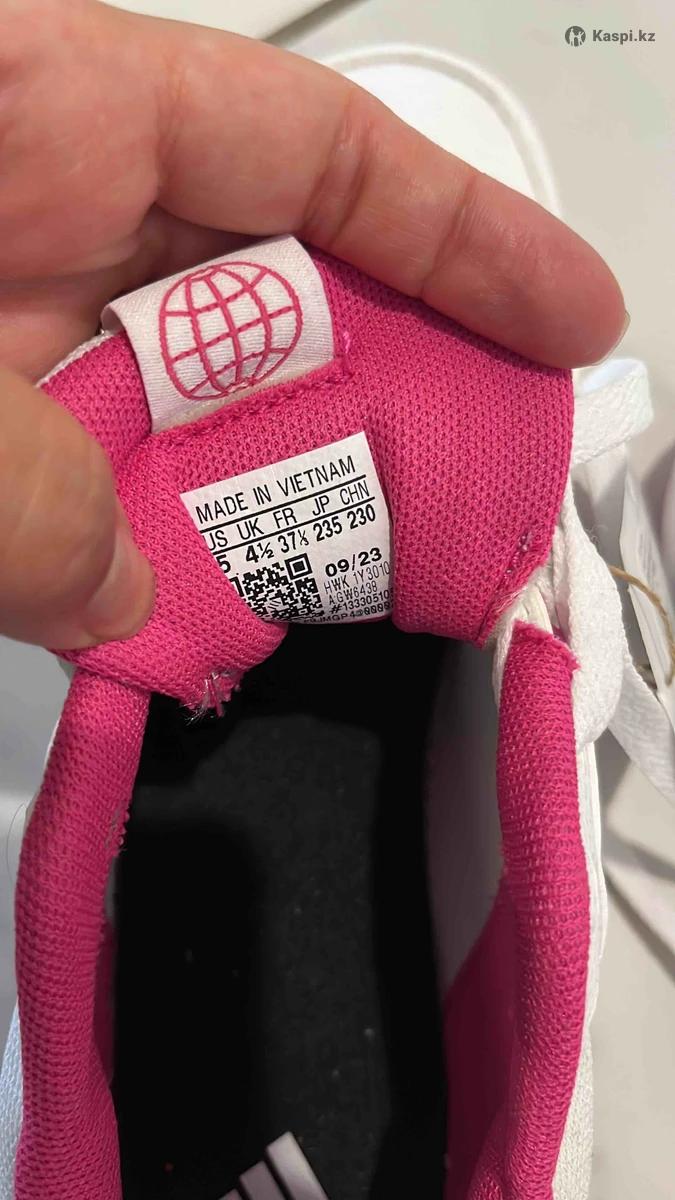 Kaspi.kz
MADE IN VIETNAM
US UK FR JP CHN
5 4½ 37⅓ 235 230
09/23
HWK 1Y3010
AGW6438